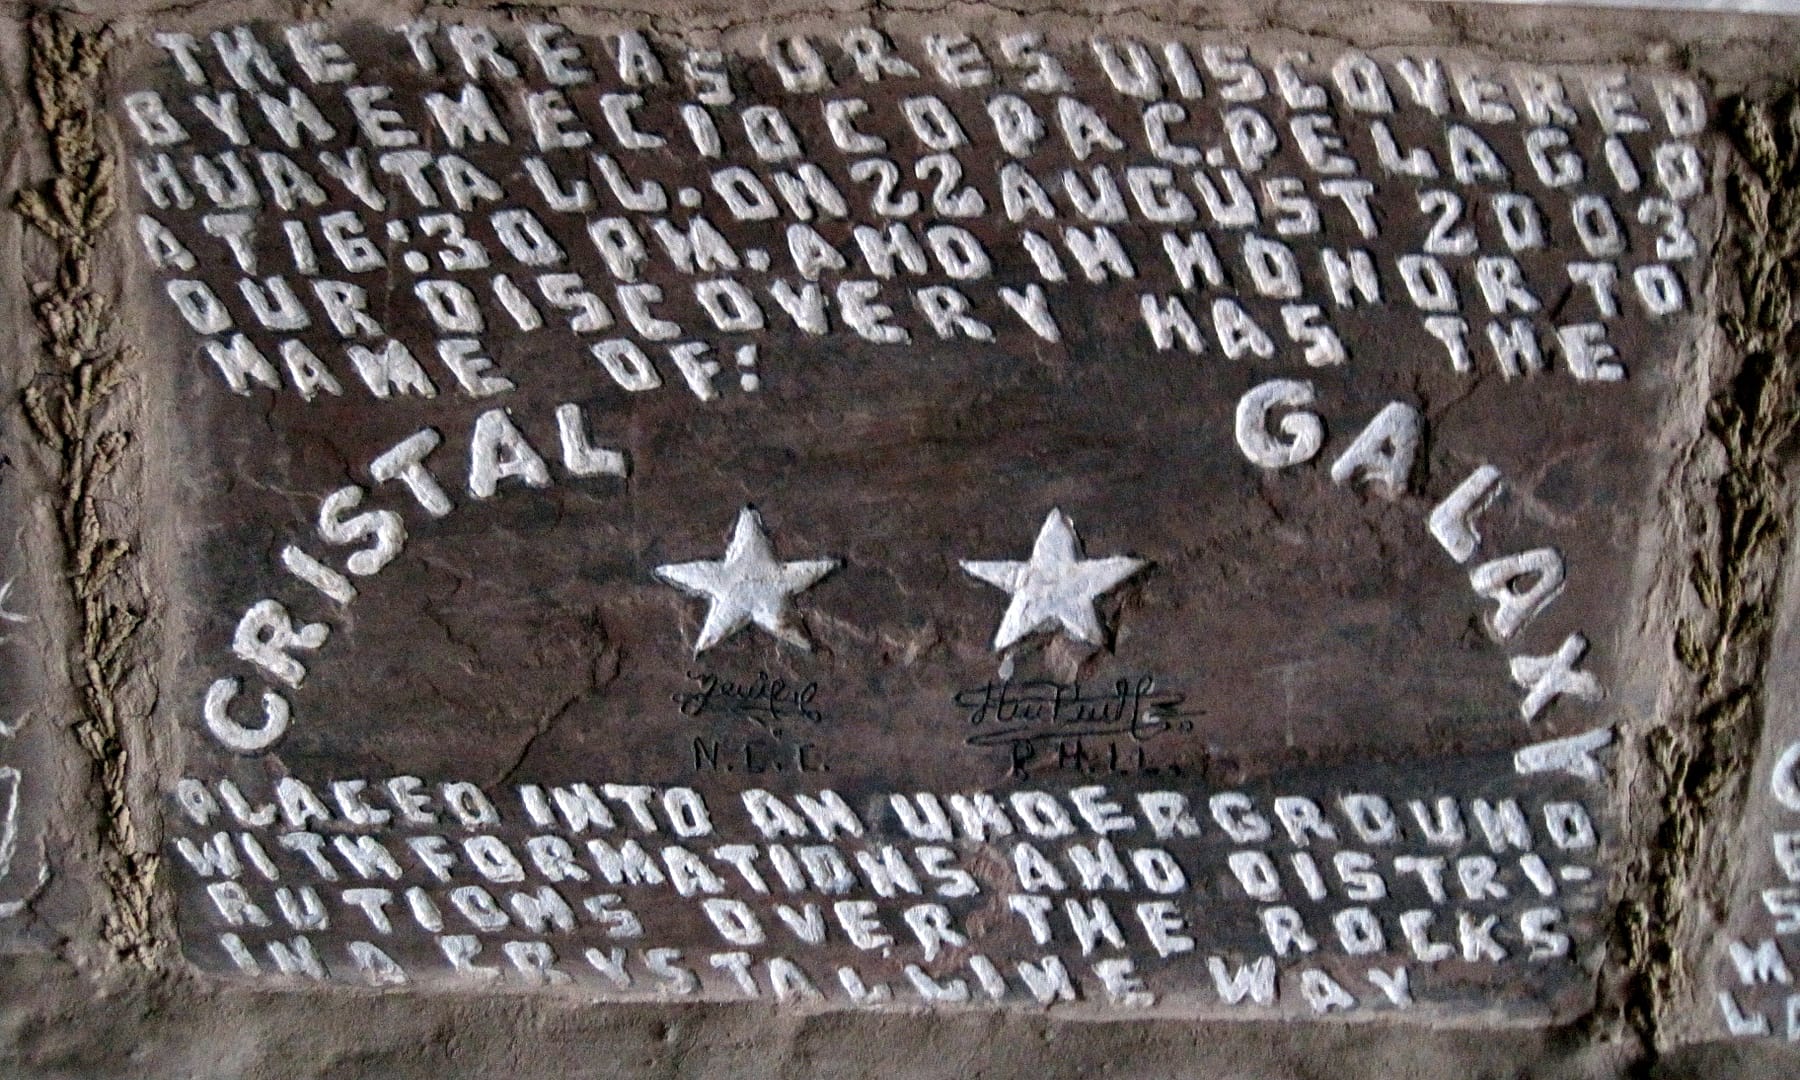 THE TREASURES DISCOVERED
BY NEMECIO COPA C. PELAGIO
HUAYTA LL. ON 22 AUGUST 2003
AT 16:30 PM. AND IN HONOR TO
OUR DISCOVERY HAS THE
NAME OF:
CRISTAL GALAXY
N.C.C. P.H.LL.
PLACED INTO AN UNDERGROUND
WITH FORMATIONS AND DISTRI-
BUTIONS OVER THE ROCKS
IN A CRYSTALLINE WAY